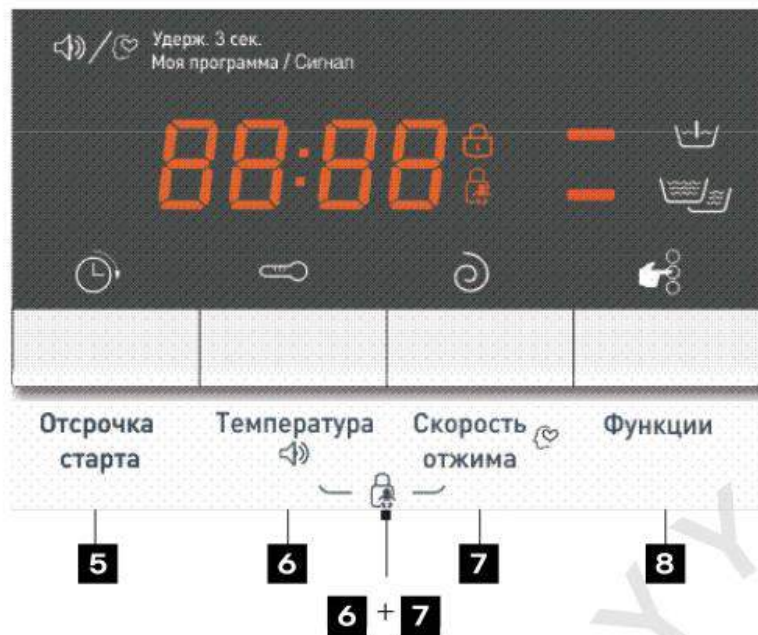 Удерж. 3 сек.
Моя программа / Сигнал
88:88
Отсрочка старта
Температура
Скорость отжима
Функции
5
6
7
8
6 + 7
Y Y